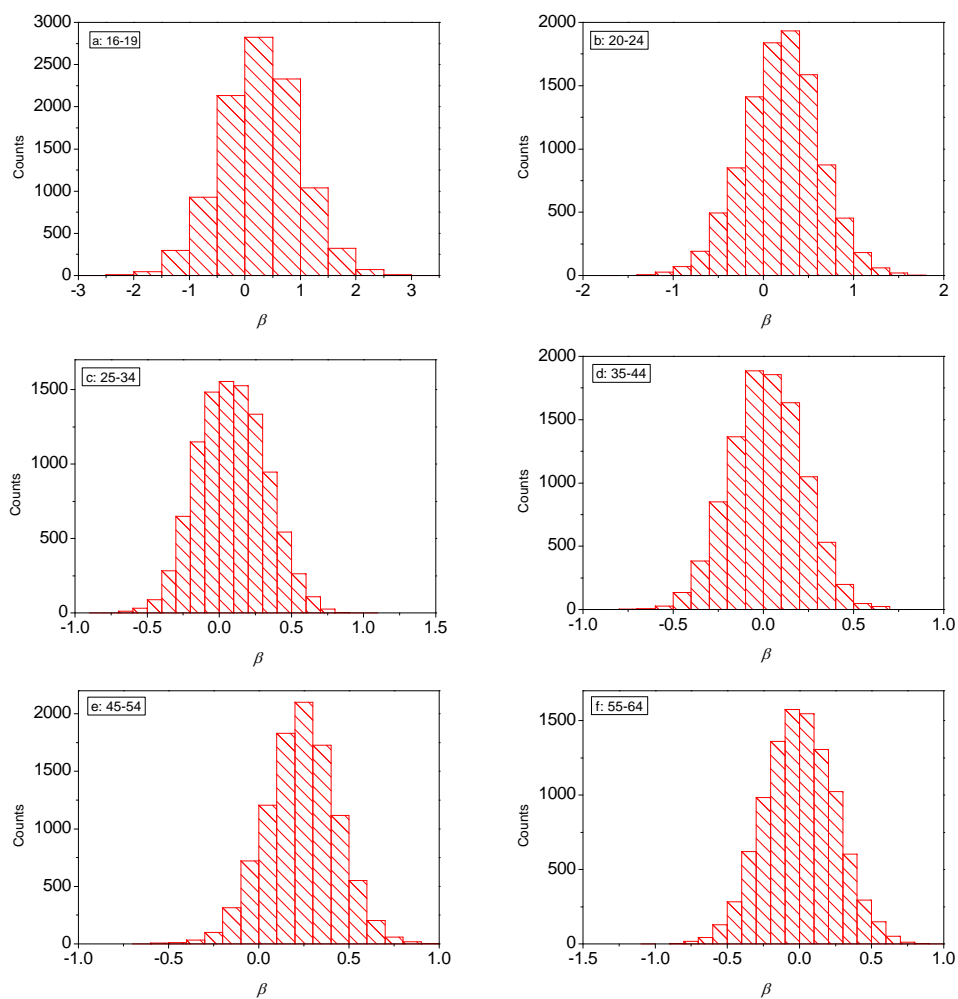 a: 16-19
3000
2500
2000
1500
1000
500
0
Counts
-3 -2 -1 0 1 2 3
β
b: 20-24
2000
1500
1000
500
0
Counts
-2 -1 0 1 2
β
c: 25-34
1500
1000
500
0
Counts
-1.0 -0.5 0.0 0.5 1.0 1.5
β
d: 35-44
2000
1500
1000
500
0
Counts
-1.0 -0.5 0.0 0.5 1.0
β
e: 45-54
2000
1500
1000
500
0
Counts
-1.0 -0.5 0.0 0.5 1.0
β
f: 55-64
1500
1000
500
0
Counts
-1.5 -1.0 -0.5 0.0 0.5 1.0 1.5
β